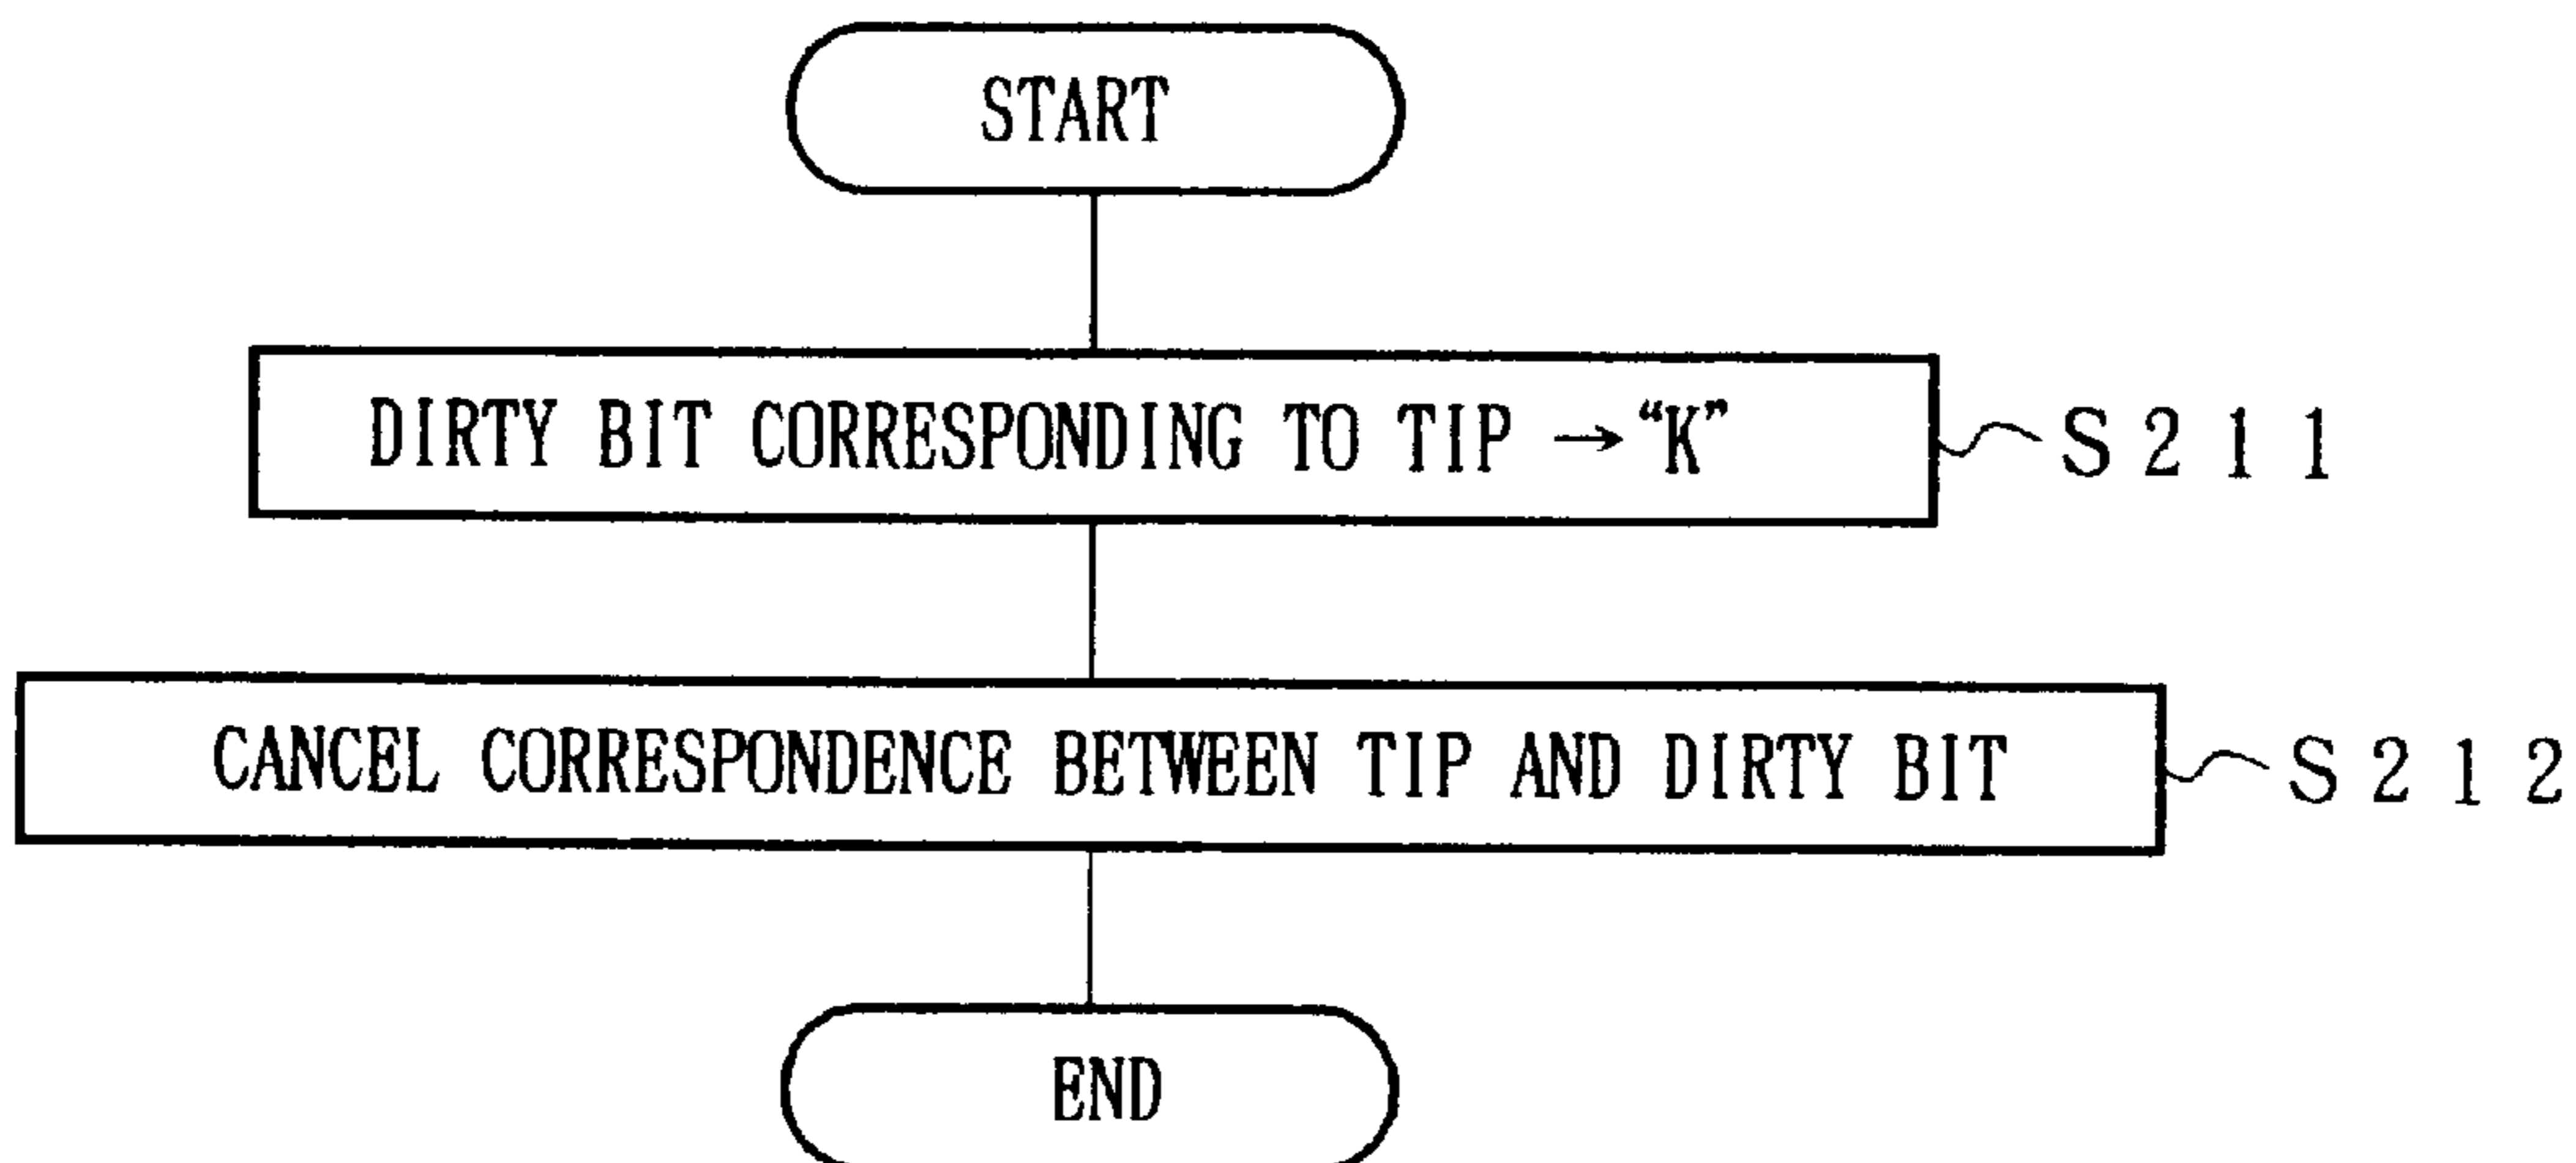 START
DIRTY BIT CORRESPONDING TO TIP → “K”
S211
CANCEL CORRESPONDENCE BETWEEN TIP AND DIRTY BIT
S212
END